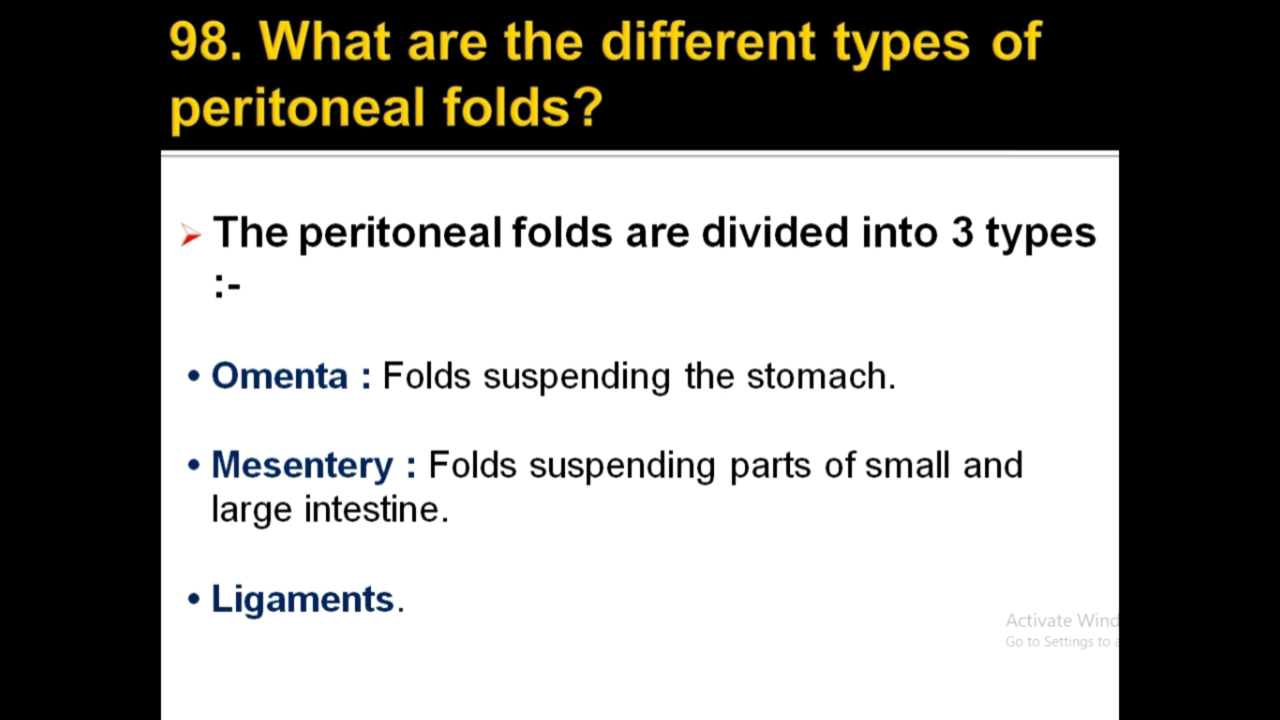 98. What are the different types of
peritoneal folds?
➢ The peritoneal folds are divided into 3 types
:-
• Omenta : Folds suspending the stomach.
• Mesentery : Folds suspending parts of small and
large intestine.
• Ligaments.
Activate Wind
Go to Settings to a